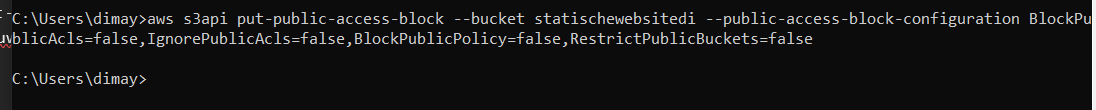 C:\Users\dimay>aws s3api put-public-access-block --bucket statischewebsitedi --public-access-block-configuration BlockPu
blicAcls=false,IgnorePublicAcls=false,BlockPublicPolicy=false,RestrictPublicBuckets=false
C:\Users\dimay>